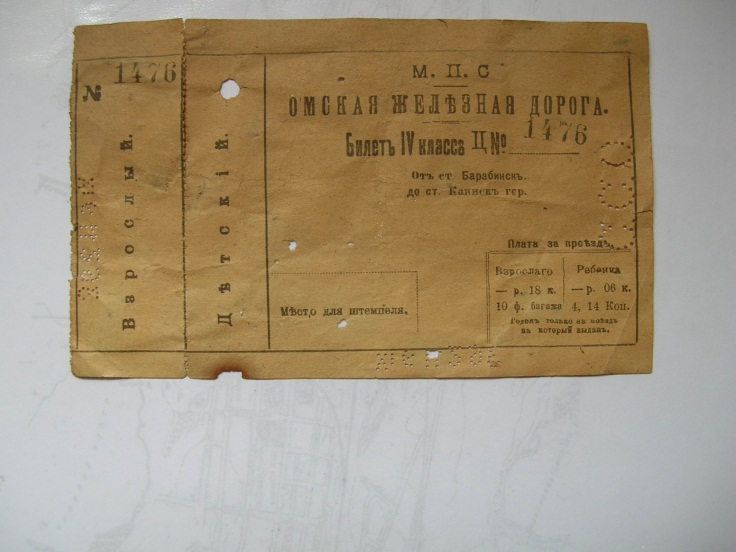 № 1476
Взрослый.
Дѣтскій.
М. П. С
ОМСКАЯ ЖЕЛѢЗНАЯ ДОРОГА.
Билетъ IV класса Ц № 1476
Отъ ст Барабинскъ.
до ст. Каинскъ гор.
Мѣсто для штемпеля.
Плата за проѣздъ
Взрослаго Ребенка
— р. 18 к. — р. 06 к.
10 ф. багажа 4, 14 Коп.
Годенъ только на поѣздъ
на который выданъ.